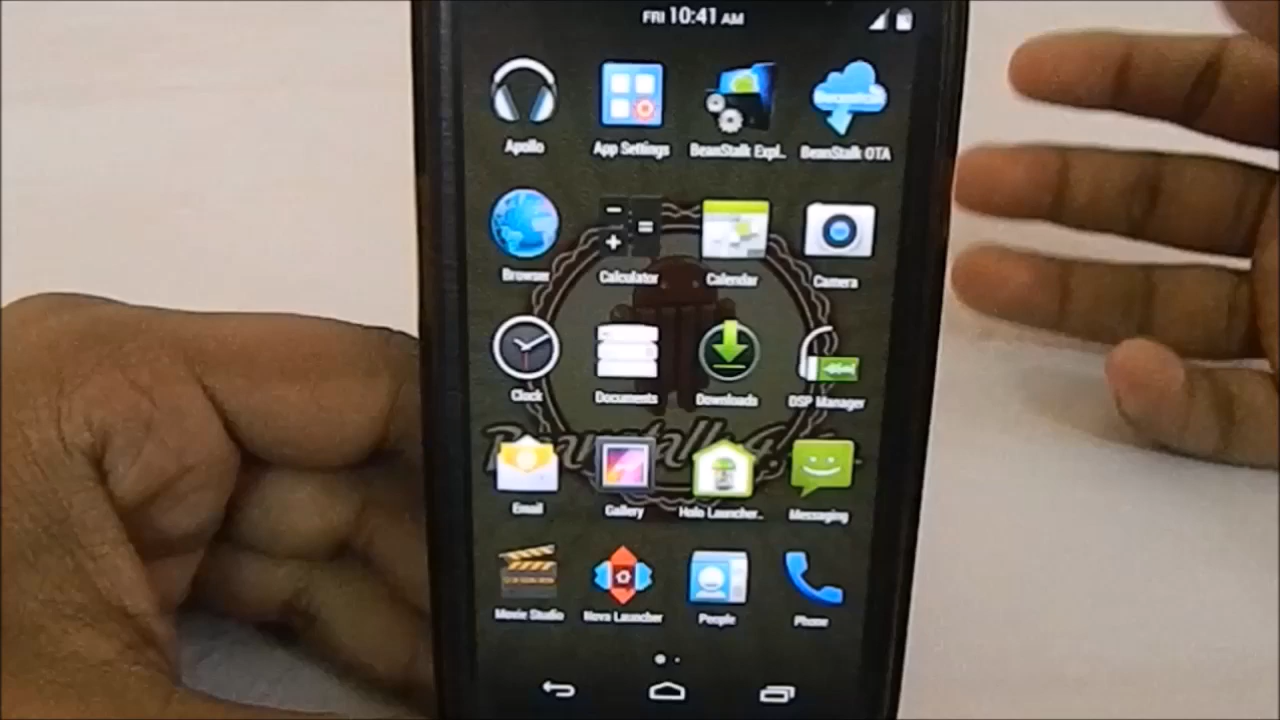 FRI 10:41 AM
Apollo App Settings BeanStalk Expl.. BeanStalk OTA
Browser Calculator Calendar Camera
Clock Documents Downloads DSP Manager
Email Gallery Holo Launcher.. Messaging
Movie Studio Nova Launcher People Phone